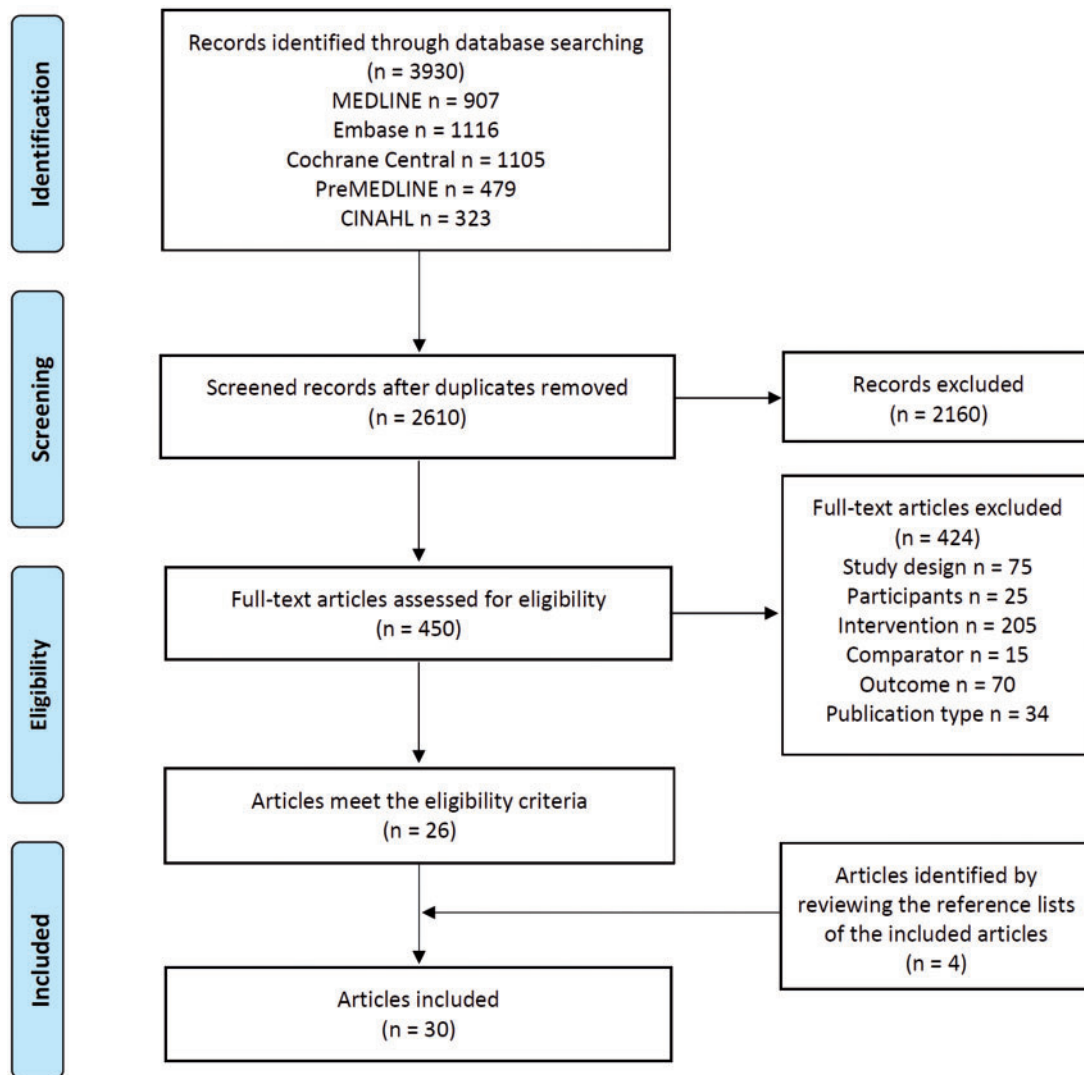 Identification
Records identified through database searching
(n = 3930)
MEDLINE n = 907
Embase n = 1116
Cochrane Central n = 1105
PreMEDLINE n = 479
CINAHL n = 323
Screening
Screened records after duplicates removed
(n = 2610)
Records excluded
(n = 2160)
Eligibility
Full-text articles assessed for eligibility
(n = 450)
Full-text articles excluded
(n = 424)
Study design n = 75
Participants n = 25
Intervention n = 205
Comparator n = 15
Outcome n = 70
Publication type n = 34
Articles meet the eligibility criteria
(n = 26)
Included
Articles identified by
reviewing the reference lists
of the included articles
(n = 4)
Articles included
(n = 30)